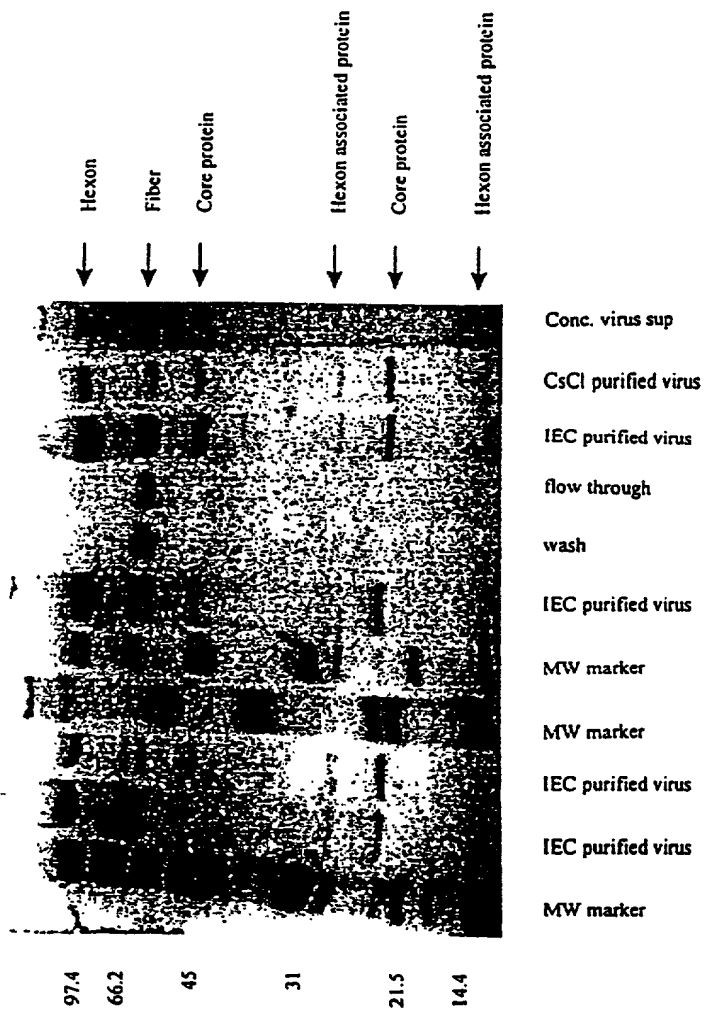 Hexon
Fiber
Core protein
Hexon associated protein
Core protein
Hexon associated protein
Conc. virus sup
CsCl purified virus
IEC purified virus
flow through
wash
IEC purified virus
MW marker
MW marker
IEC purified virus
IEC purified virus
MW marker
97.4
66.2
45
31
21.5
14.4